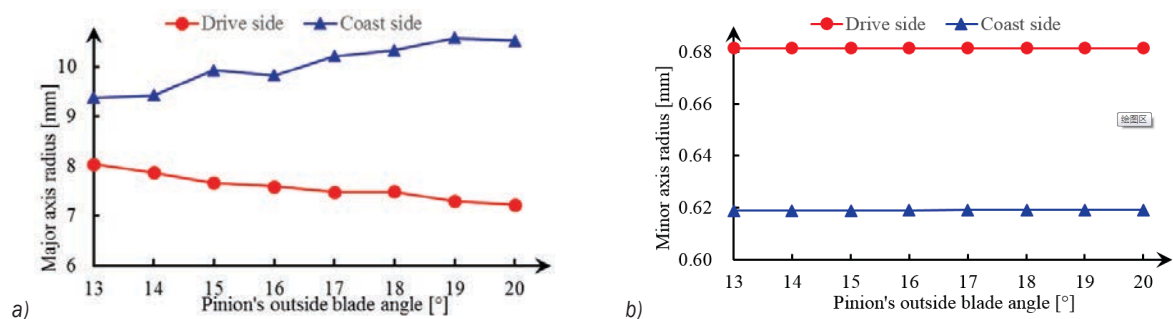 Drive side Coast side
Major axis radius [mm]
10
9
8
7
6
13 14 15 16 17 18 19 20
Pinion's outside blade angle [°]
a)
Drive side Coast side
Minor axis radius [mm]
0.68
0.66
0.64
0.62
0.60
绘图区
13 14 15 16 17 18 19 20
Pinion's outside blade angle [°]
b)